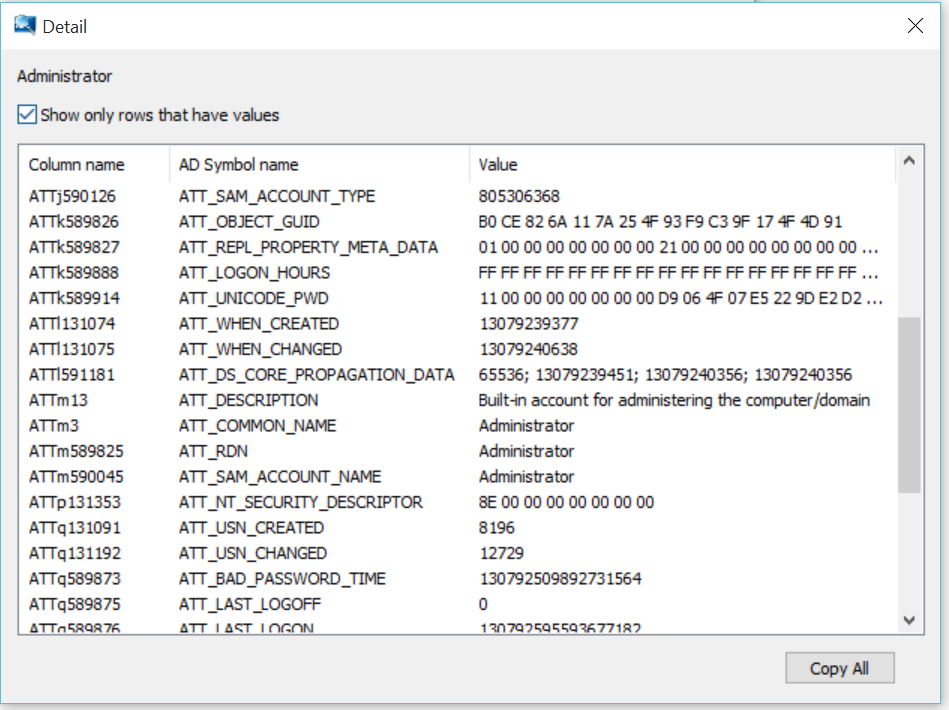 Detail
Administrator
Show only rows that have values
Column name AD Symbol name Value
ATTj590126 ATT_SAM_ACCOUNT_TYPE 805306368
ATTk589826 ATT_OBJECT_GUID B0 CE 82 6A 11 7A 25 4F 93 F9 C3 9F 17 4F 4D 91
ATTk589827 ATT_REPL_PROPERTY_META_DATA 01 00 00 00 00 00 00 00 21 00 00 00 00 00 00 00 00 ...
ATTk589888 ATT_LOGON_HOURS FF FF FF FF FF FF FF FF FF FF FF FF FF FF FF FF FF ...
ATTk589914 ATT_UNICODE_PWD 11 00 00 00 00 00 00 00 D9 06 4F 07 E5 22 9D E2 D2 ...
ATTl131074 ATT_WHEN_CREATED 13079239377
ATTl131075 ATT_WHEN_CHANGED 13079240638
ATTl591181 ATT_DS_CORE_PROPAGATION_DATA 65536; 13079239451; 13079240356; 13079240356
ATTm13 ATT_DESCRIPTION Built-in account for administering the computer/domain
ATTm3 ATT_COMMON_NAME Administrator
ATTm589825 ATT_RDN Administrator
ATTm590045 ATT_SAM_ACCOUNT_NAME Administrator
ATTp131353 ATT_NT_SECURITY_DESCRIPTOR 8E 00 00 00 00 00 00 00
ATTq131091 ATT_USN_CREATED 8196
ATTq131192 ATT_USN_CHANGED 12729
ATTq589873 ATT_BAD_PASSWORD_TIME 130792509892731564
ATTq589875 ATT_LAST_LOGOFF 0
ATTq589876 ATT_LAST_LOGON 130792595593677182
Copy All